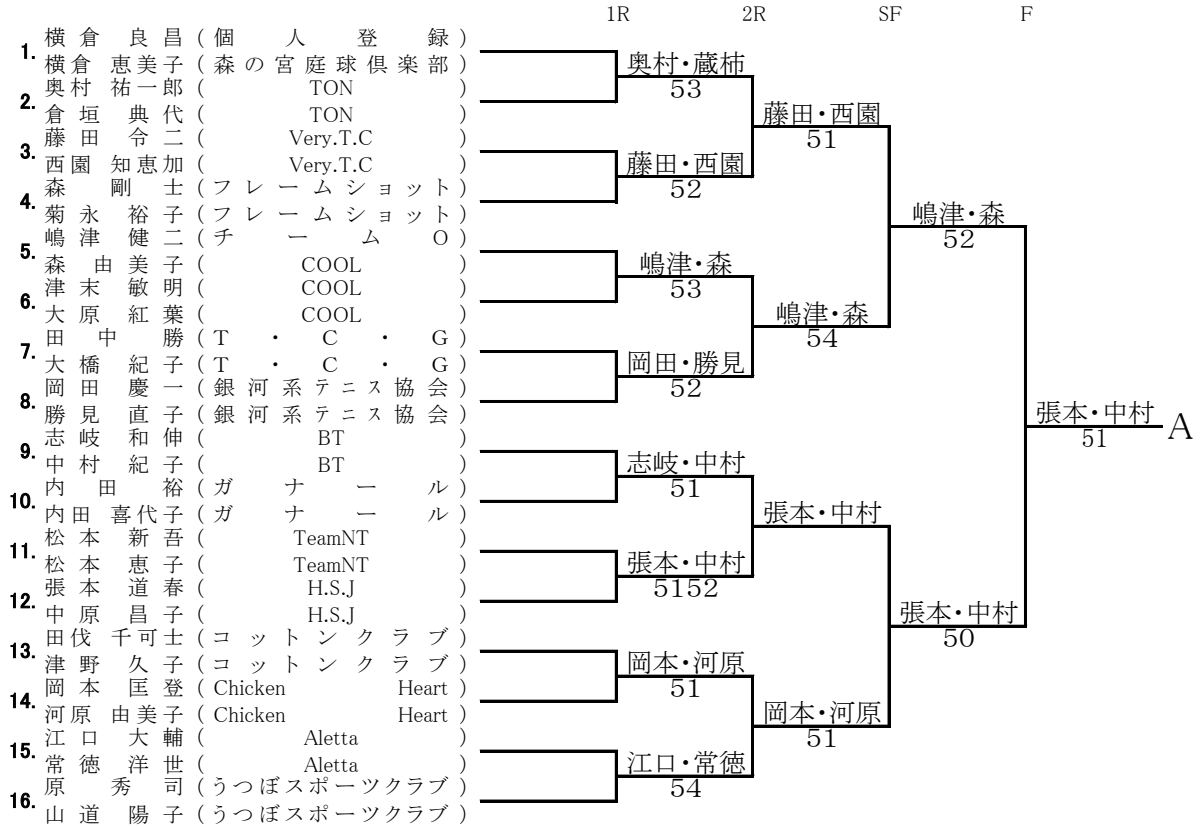 1R 2R SF F
1. 横倉 良昌 (個人登録)
横倉 恵美子 (森の宮庭球倶楽部)
2. 奥村 祐一郎 (TON)
倉垣 典代 (TON)
3. 藤田 令二 (Very.T.C)
西園 知恵加 (Very.T.C)
4. 森 剛士 (フレームショット)
菊永 裕子 (フレームショット)
5. 嶋津 健二 (チームO)
森 由美子 (COOL)
6. 津末 敏明 (COOL)
大原 紅葉 (COOL)
7. 田中 勝 (T・C・G)
大橋 紀子 (T・C・G)
8. 岡田 慶一 (銀河系テニス協会)
勝見 直子 (銀河系テニス協会)
9. 志岐 和伸 (BT)
中村 紀子 (BT)
10. 内田 裕 (ガナール)
内田 喜代子 (ガナール)
11. 松本 新吾 (TeamNT)
松本 恵子 (TeamNT)
12. 張本 道春 (H.S.J)
中原 昌子 (H.S.J)
13. 田伐 千可士 (コットンクラブ)
津野 久子 (コットンクラブ)
14. 岡本 匡登 (Chicken Heart)
河原 由美子 (Chicken Heart)
15. 江口 大輔 (Aletta)
常徳 洋世 (Aletta)
16. 原 秀司 (うつぼスポーツクラブ)
山道 陽子 (うつぼスポーツクラブ)
奥村・蔵柿
53
藤田・西園
52
嶋津・森
53
岡田・勝見
52
志岐・中村
51
張本・中村
5152
岡本・河原
51
江口・常徳
54
藤田・西園
51
嶋津・森
54
張本・中村
岡本・河原
51
嶋津・森
52
張本・中村
50
張本・中村
51
A